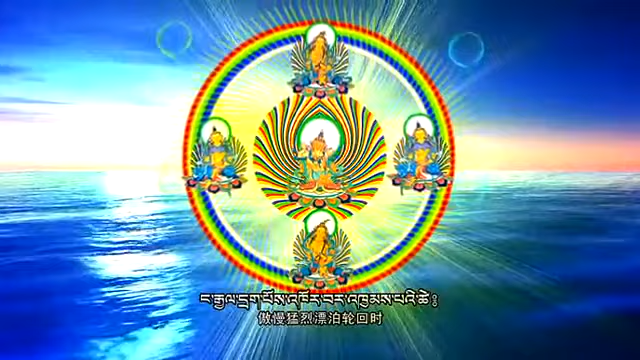 ང་རྒྱལ་དྲག་པོས་འཁོར་བར་འཁྱམས་པའི་ཚེ༔
傲慢猛烈漂泊轮回时